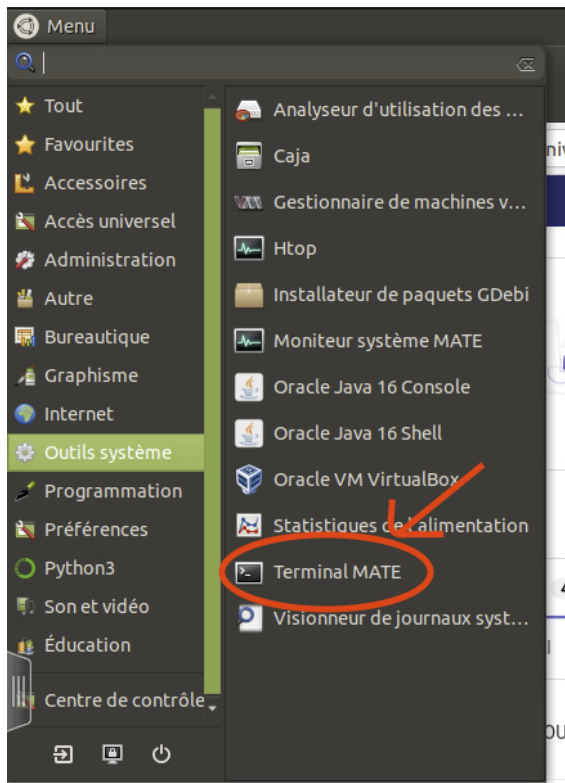 Menu
Tout
Favourites
Accessoires
Accès universel
Administration
Autre
Bureautique
Graphisme
Internet
Outils système
Programmation
Préférences
Python3
Son et vidéo
Éducation
Centre de contrôle
Analyseur d'utilisation des ...
Caja
Gestionnaire de machines v...
Htop
Installateur de paquets GDebi
Moniteur système MATE
Oracle Java 16 Console
Oracle Java 16 Shell
Oracle VM VirtualBox
Statistiques de l'alimentation
Terminal MATE
Visionneur de journaux syst...